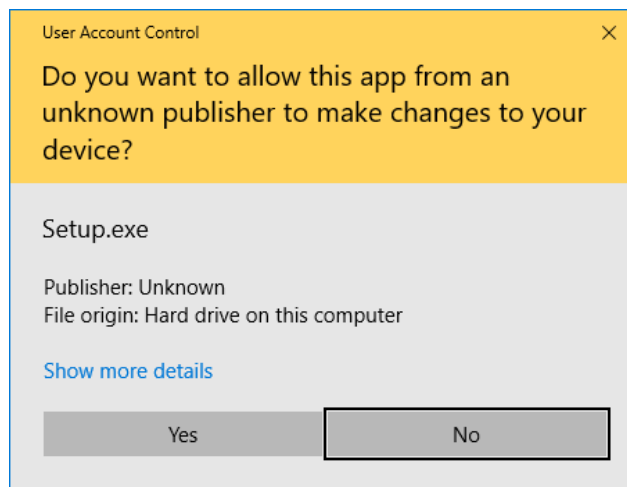 User Account Control
Do you want to allow this app from an
unknown publisher to make changes to your
device?
Setup.exe
Publisher: Unknown
File origin: Hard drive on this computer
Show more details
Yes
No